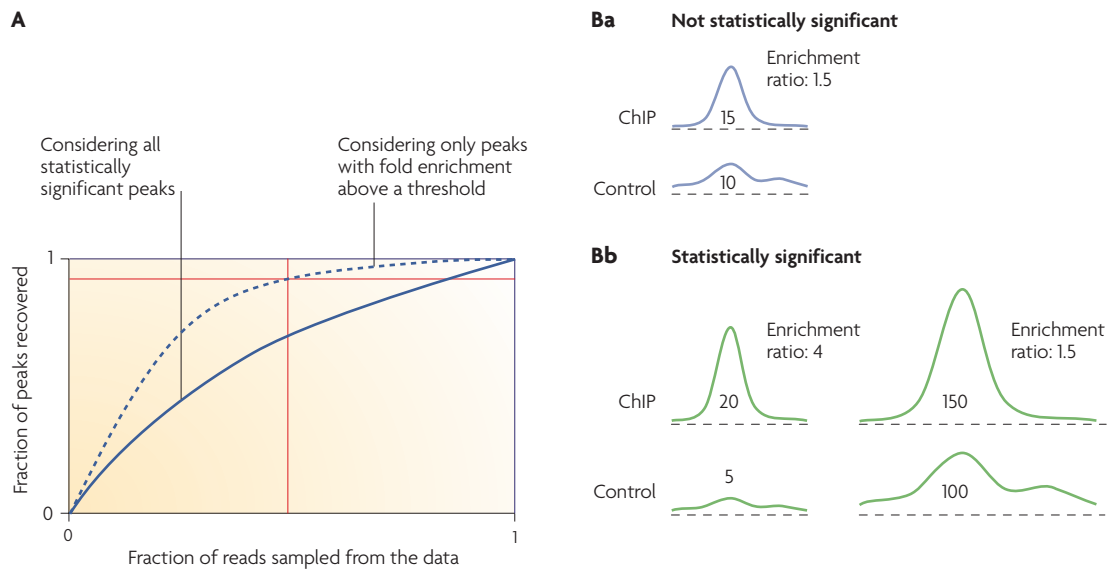 A
Considering all
statistically
significant peaks
Considering only peaks
with fold enrichment
above a threshold
1
Fraction of peaks recovered
0
0
1
Fraction of reads sampled from the data
Ba Not statistically significant
Enrichment
ratio: 1.5
ChIP
15
Control
10
Bb Statistically significant
Enrichment
ratio: 4
Enrichment
ratio: 1.5
ChIP
20
150
Control
5
100